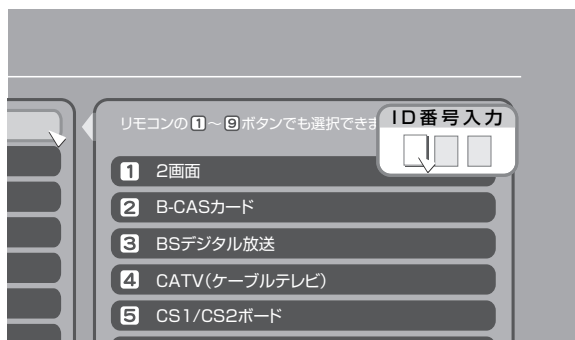 リモコンの1～9ボタンでも選択できま
ID番号入力
1 2画面
2 B-CASカード
3 BSデジタル放送
4 CATV(ケーブルテレビ)
5 CS1/CS2ボード